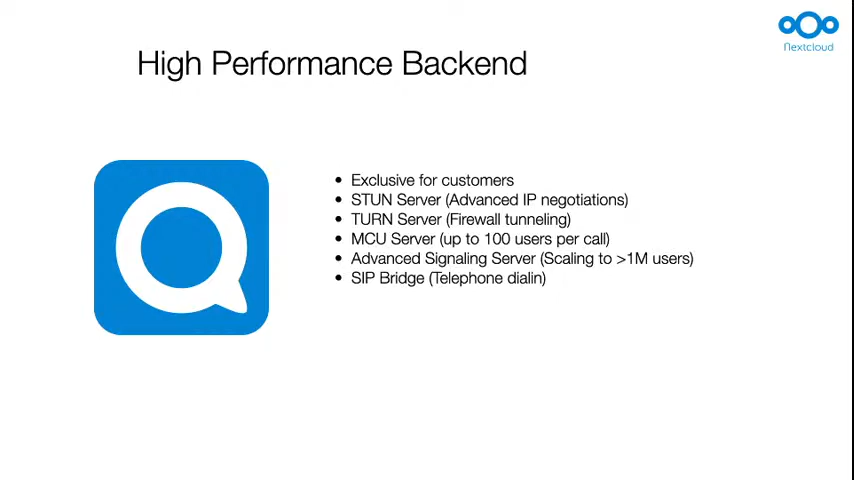 Nextcloud
High Performance Backend
• Exclusive for customers
• STUN Server (Advanced IP negotiations)
• TURN Server (Firewall tunneling)
• MCU Server (up to 100 users per call)
• Advanced Signaling Server (Scaling to >1M users)
• SIP Bridge (Telephone dialin)